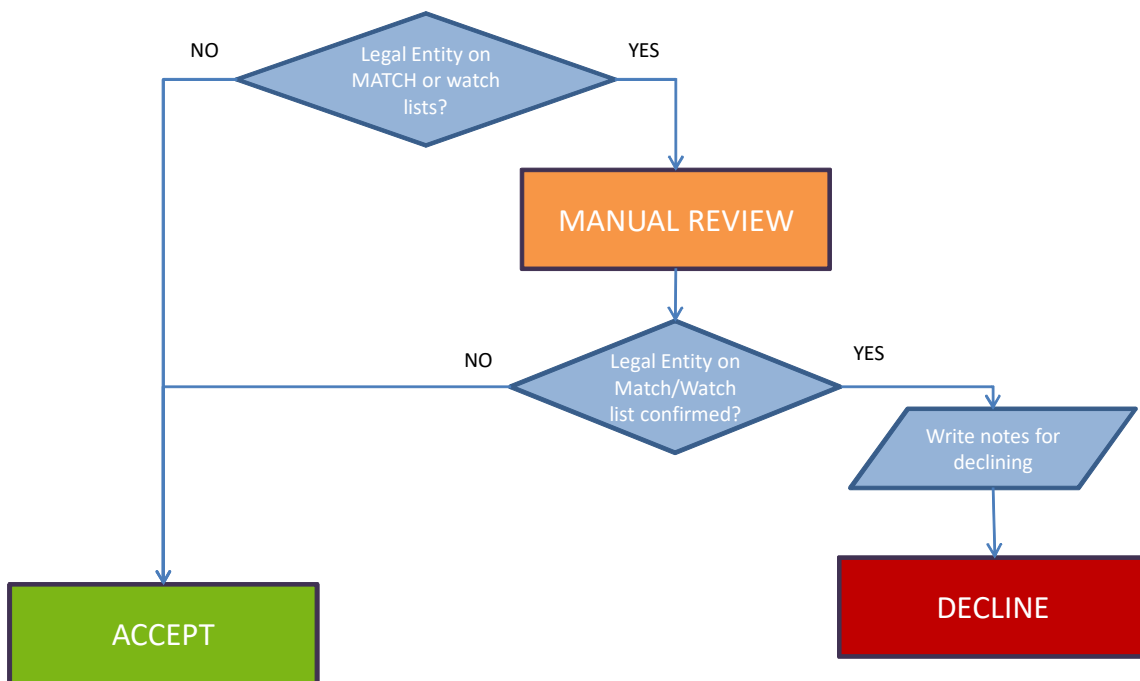 NO
Legal Entity on
MATCH or watch
lists?
YES
MANUAL REVIEW
NO
Legal Entity on
Match/Watch
list confirmed?
YES
Write notes for
declining
ACCEPT
DECLINE